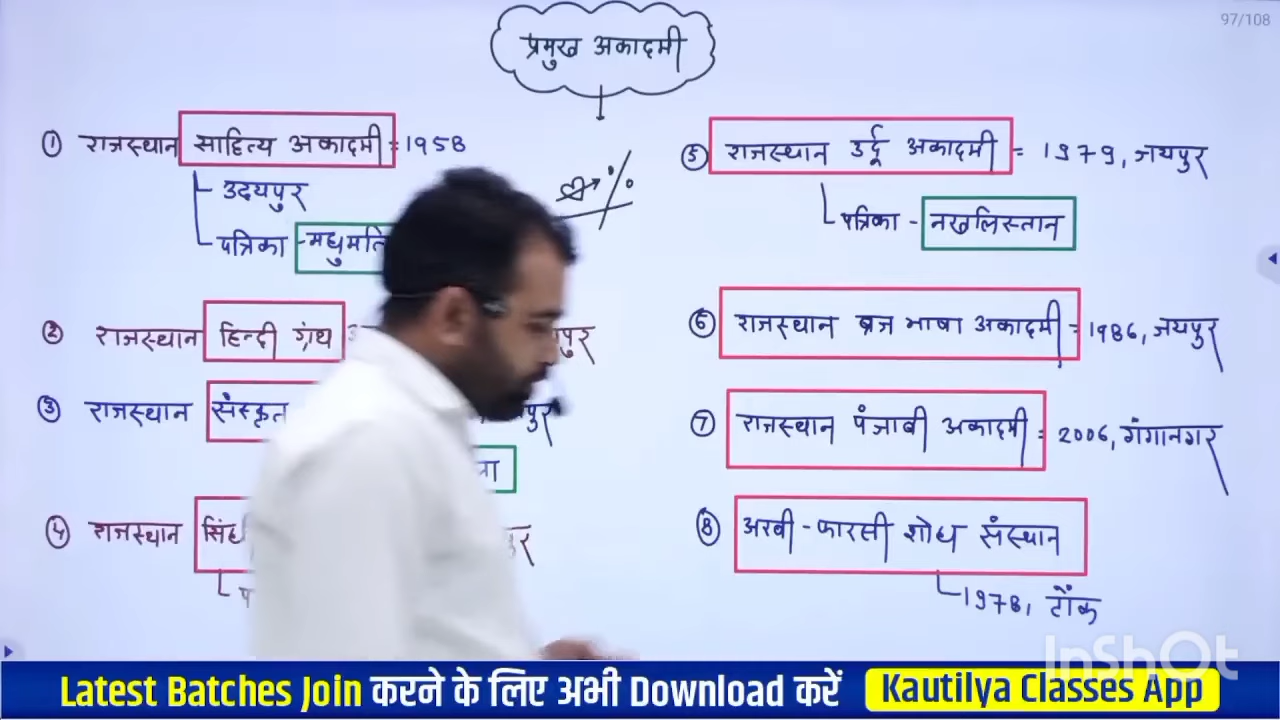 97/108
प्रमुख अकादमी
① राजस्थान साहित्य अकादमी = 1958
उदयपुर
पत्रिका - मधुमति
② राजस्थान हिन्दी ग्रंथ
③ राजस्थान संस्कृत
④ राजस्थान सिंधी
⑤ राजस्थान उर्दू अकादमी = 1979, जयपुर
पत्रिका - नखलिस्तान
⑥ राजस्थान ब्रज भाषा अकादमी = 1986, जयपुर
⑦ राजस्थान पंजाबी अकादमी = 2006, गंगानगर
⑧ अरबी - फारसी शोध संस्थान
1978, टोंक
InShOt
Latest Batches Join करने के लिए अभी Download करें Kautilya Classes App